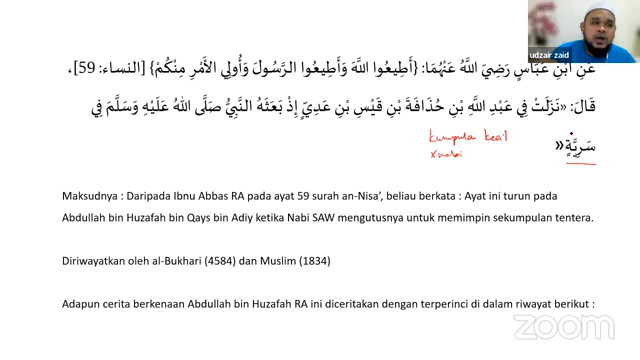 udzair zaid
عَنِ ابْنِ عَبَّاسٍ رَضِيَ اللَّهُ عَنْهُمَا: {أَطِيعُوا اللَّهَ وَأَطِيعُوا الرَّسُولَ وَأُولِي الأَمْرِ مِنْكُمْ} [النساء: 59]،
قَالَ: «نَزَلَتْ فِي عَبْدِ اللَّهِ بْنِ حُذَافَةَ بْنِ قَيْسِ بْنِ عَدِيٍّ إِذْ بَعَثَهُ النَّبِيُّ صَلَّى اللهُ عَلَيْهِ وَسَلَّمَ فِي
سَرِيَّةٍ»
kumpulan kecil
x nabi
Maksudnya : Daripada Ibnu Abbas RA pada ayat 59 surah an-Nisa’, beliau berkata : Ayat ini turun pada
Abdullah bin Huzafah bin Qays bin Adiy ketika Nabi SAW mengutusnya untuk memimpin sekumpulan tentera.
Diriwayatkan oleh al-Bukhari (4584) dan Muslim (1834)
Adapun cerita berkenaan Abdullah bin Huzafah RA ini diceritakan dengan terperinci di dalam riwayat berikut :
zoom